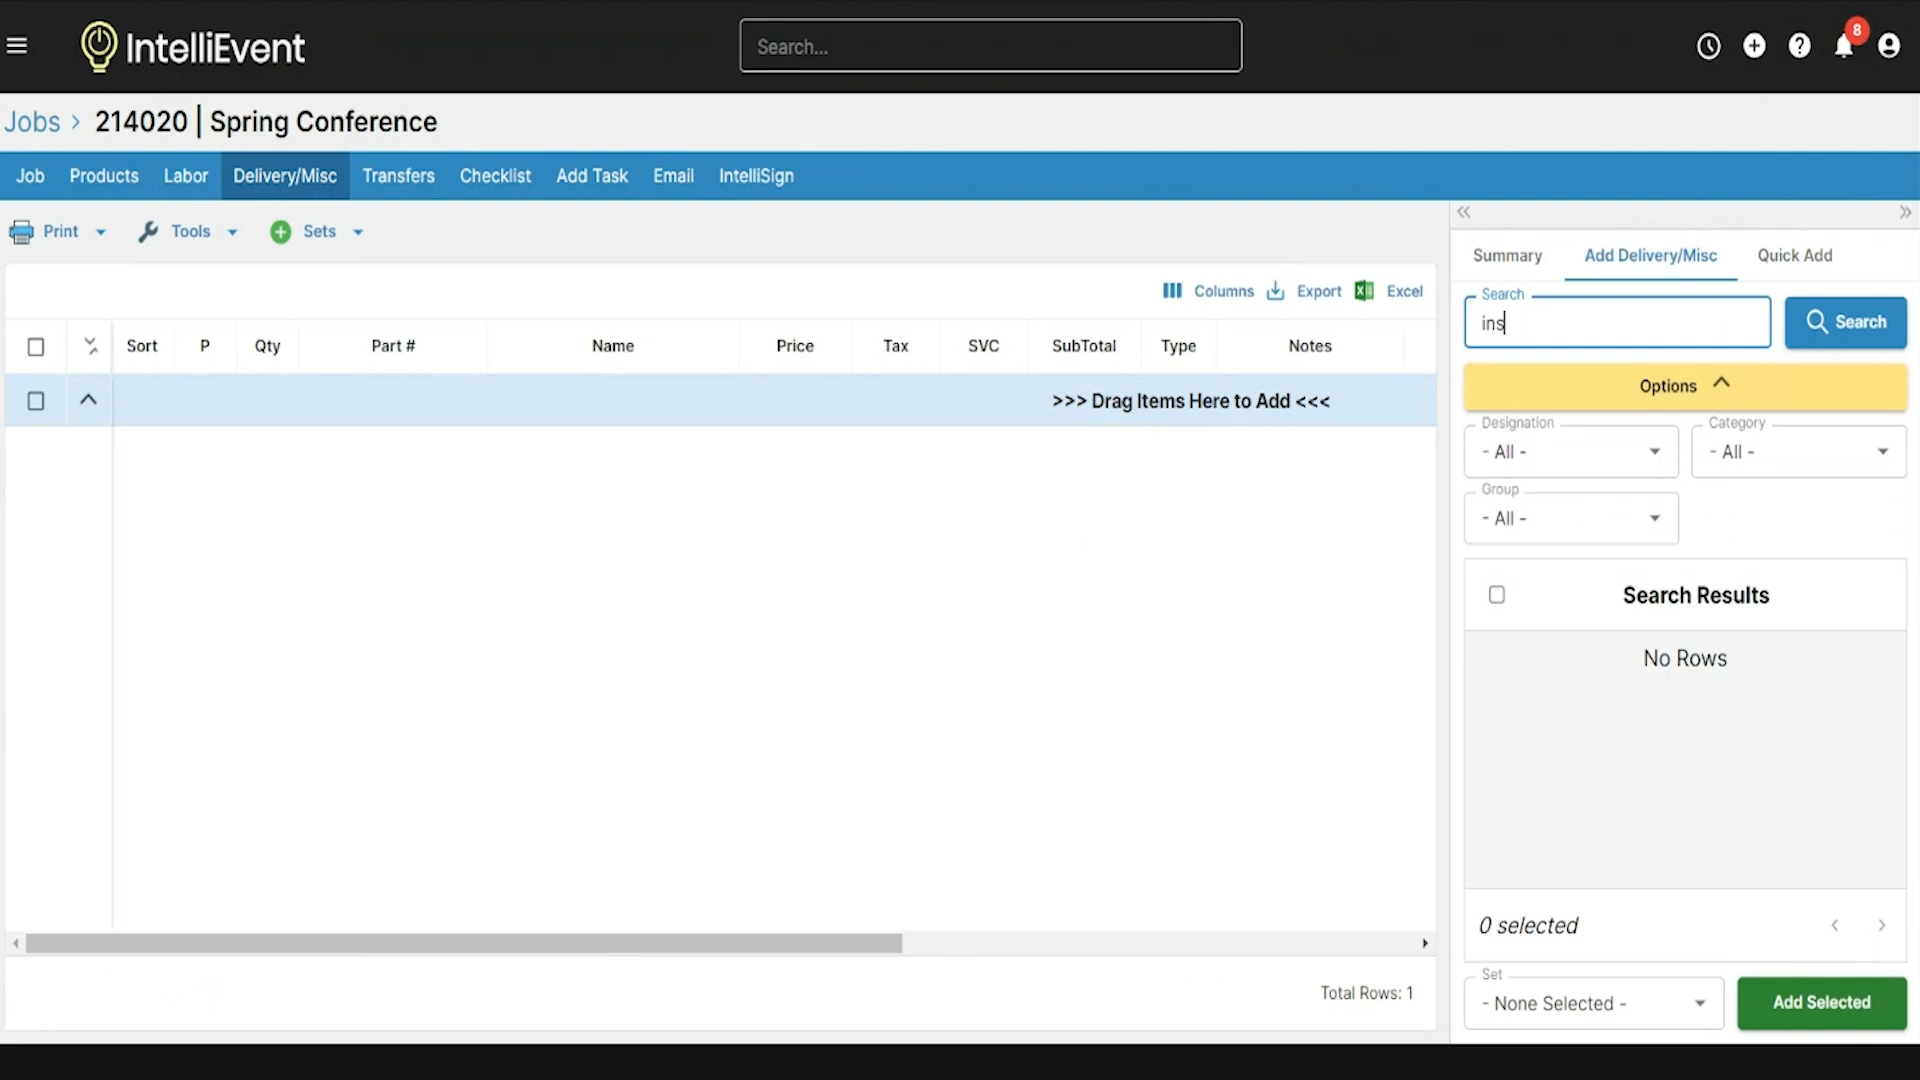 IntelliEvent
Search...
8
Jobs > 214020 | Spring Conference
Job Products Labor Delivery/Misc Transfers Checklist Add Task Email IntelliSign
Print Tools Sets
Summary Add Delivery/Misc Quick Add
Columns Export Excel
Search
ins
Search
Sort P Qty Part # Name Price Tax SVC SubTotal Type Notes
>>> Drag Items Here to Add <<<
Options
Designation Category
- All - - All -
Group
- All -
Search Results
No Rows
0 selected
Total Rows: 1
Set
- None Selected -
Add Selected